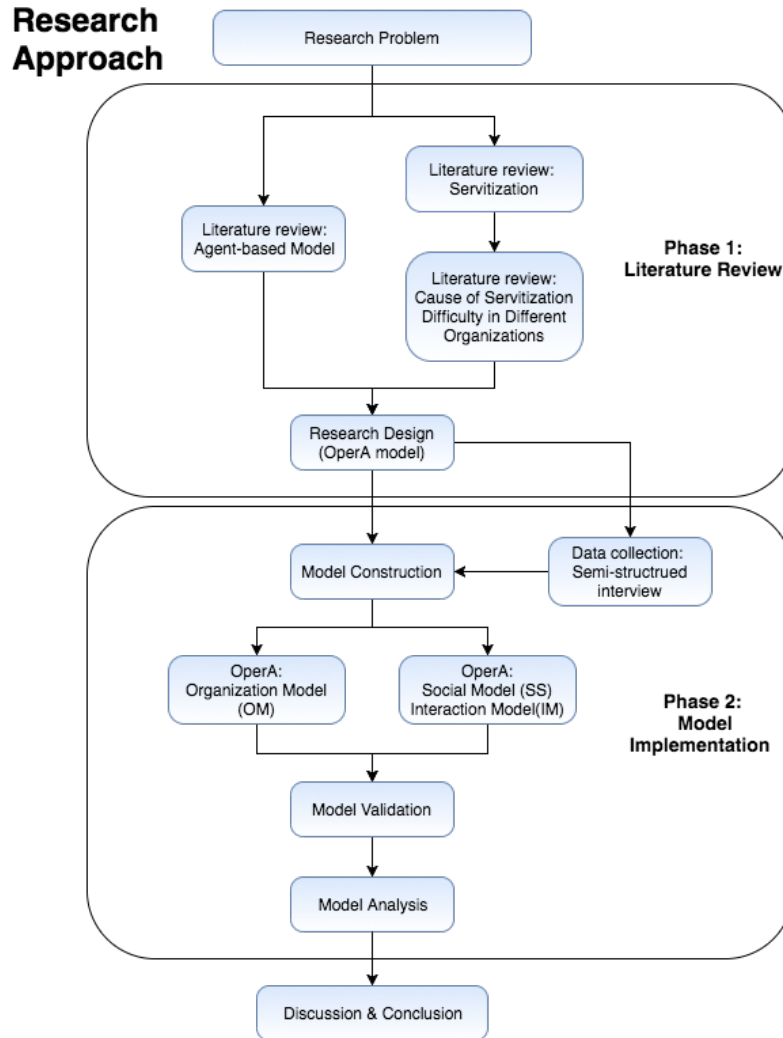 Research
Approach
Research Problem
Literature review:
Servitization
Literature review:
Agent-based Model
Phase 1:
Literature Review
Literature review:
Cause of Servitization
Difficulty in Different
Organizations
Research Design
(OperA model)
Model Construction
Data collection:
Semi-structrued
interview
OperA:
Organization Model
(OM)
OperA:
Social Model (SS)
Interaction Model(IM)
Phase 2:
Model
Implementation
Model Validation
Model Analysis
Discussion & Conclusion